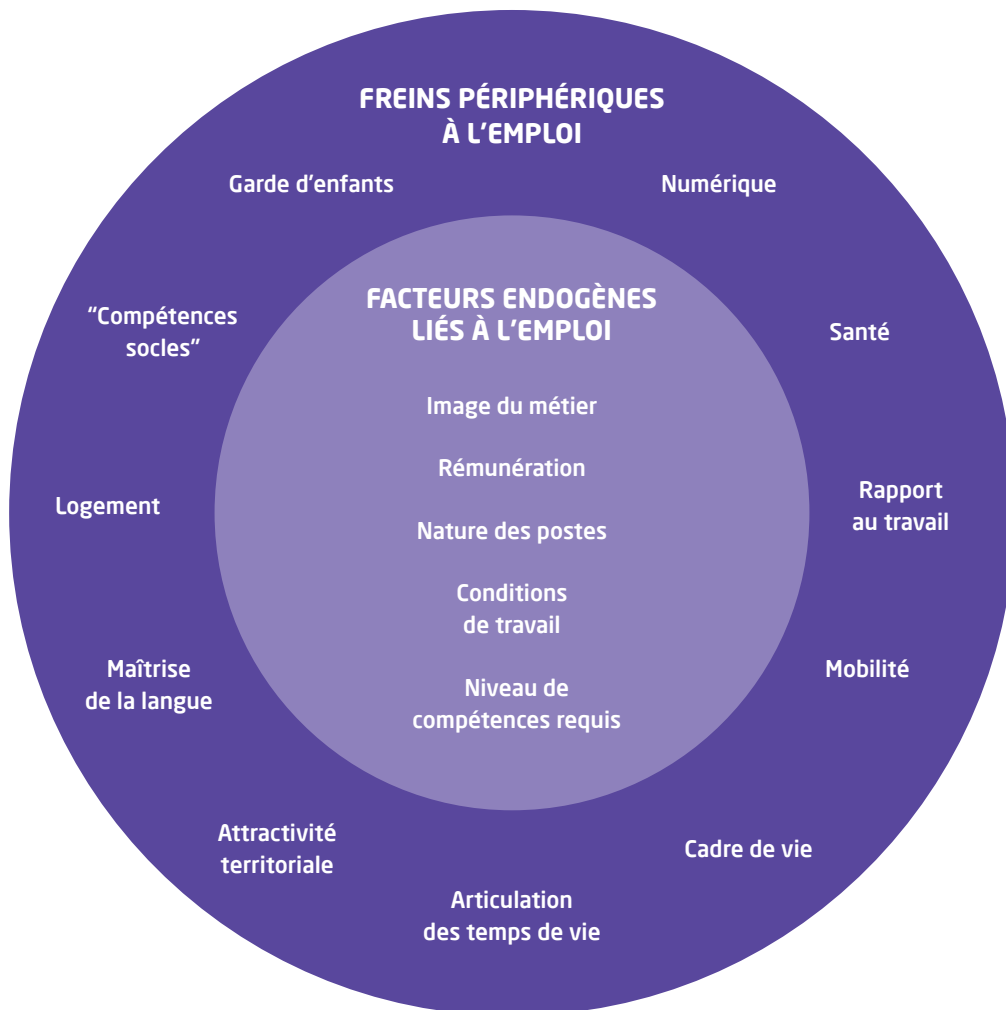 FREINS PÉRIPHÉRIQUES
À L'EMPLOI
Garde d'enfants
Numérique
"Compétences
socles"
Santé
Logement
Rapport
au travail
Maîtrise
de la langue
Mobilité
Attractivité
territoriale
Cadre de vie
Articulation
des temps de vie
FACTEURS ENDOGÈNES
LIÉS À L'EMPLOI
Image du métier
Rémunération
Nature des postes
Conditions
de travail
Niveau de
compétences requis